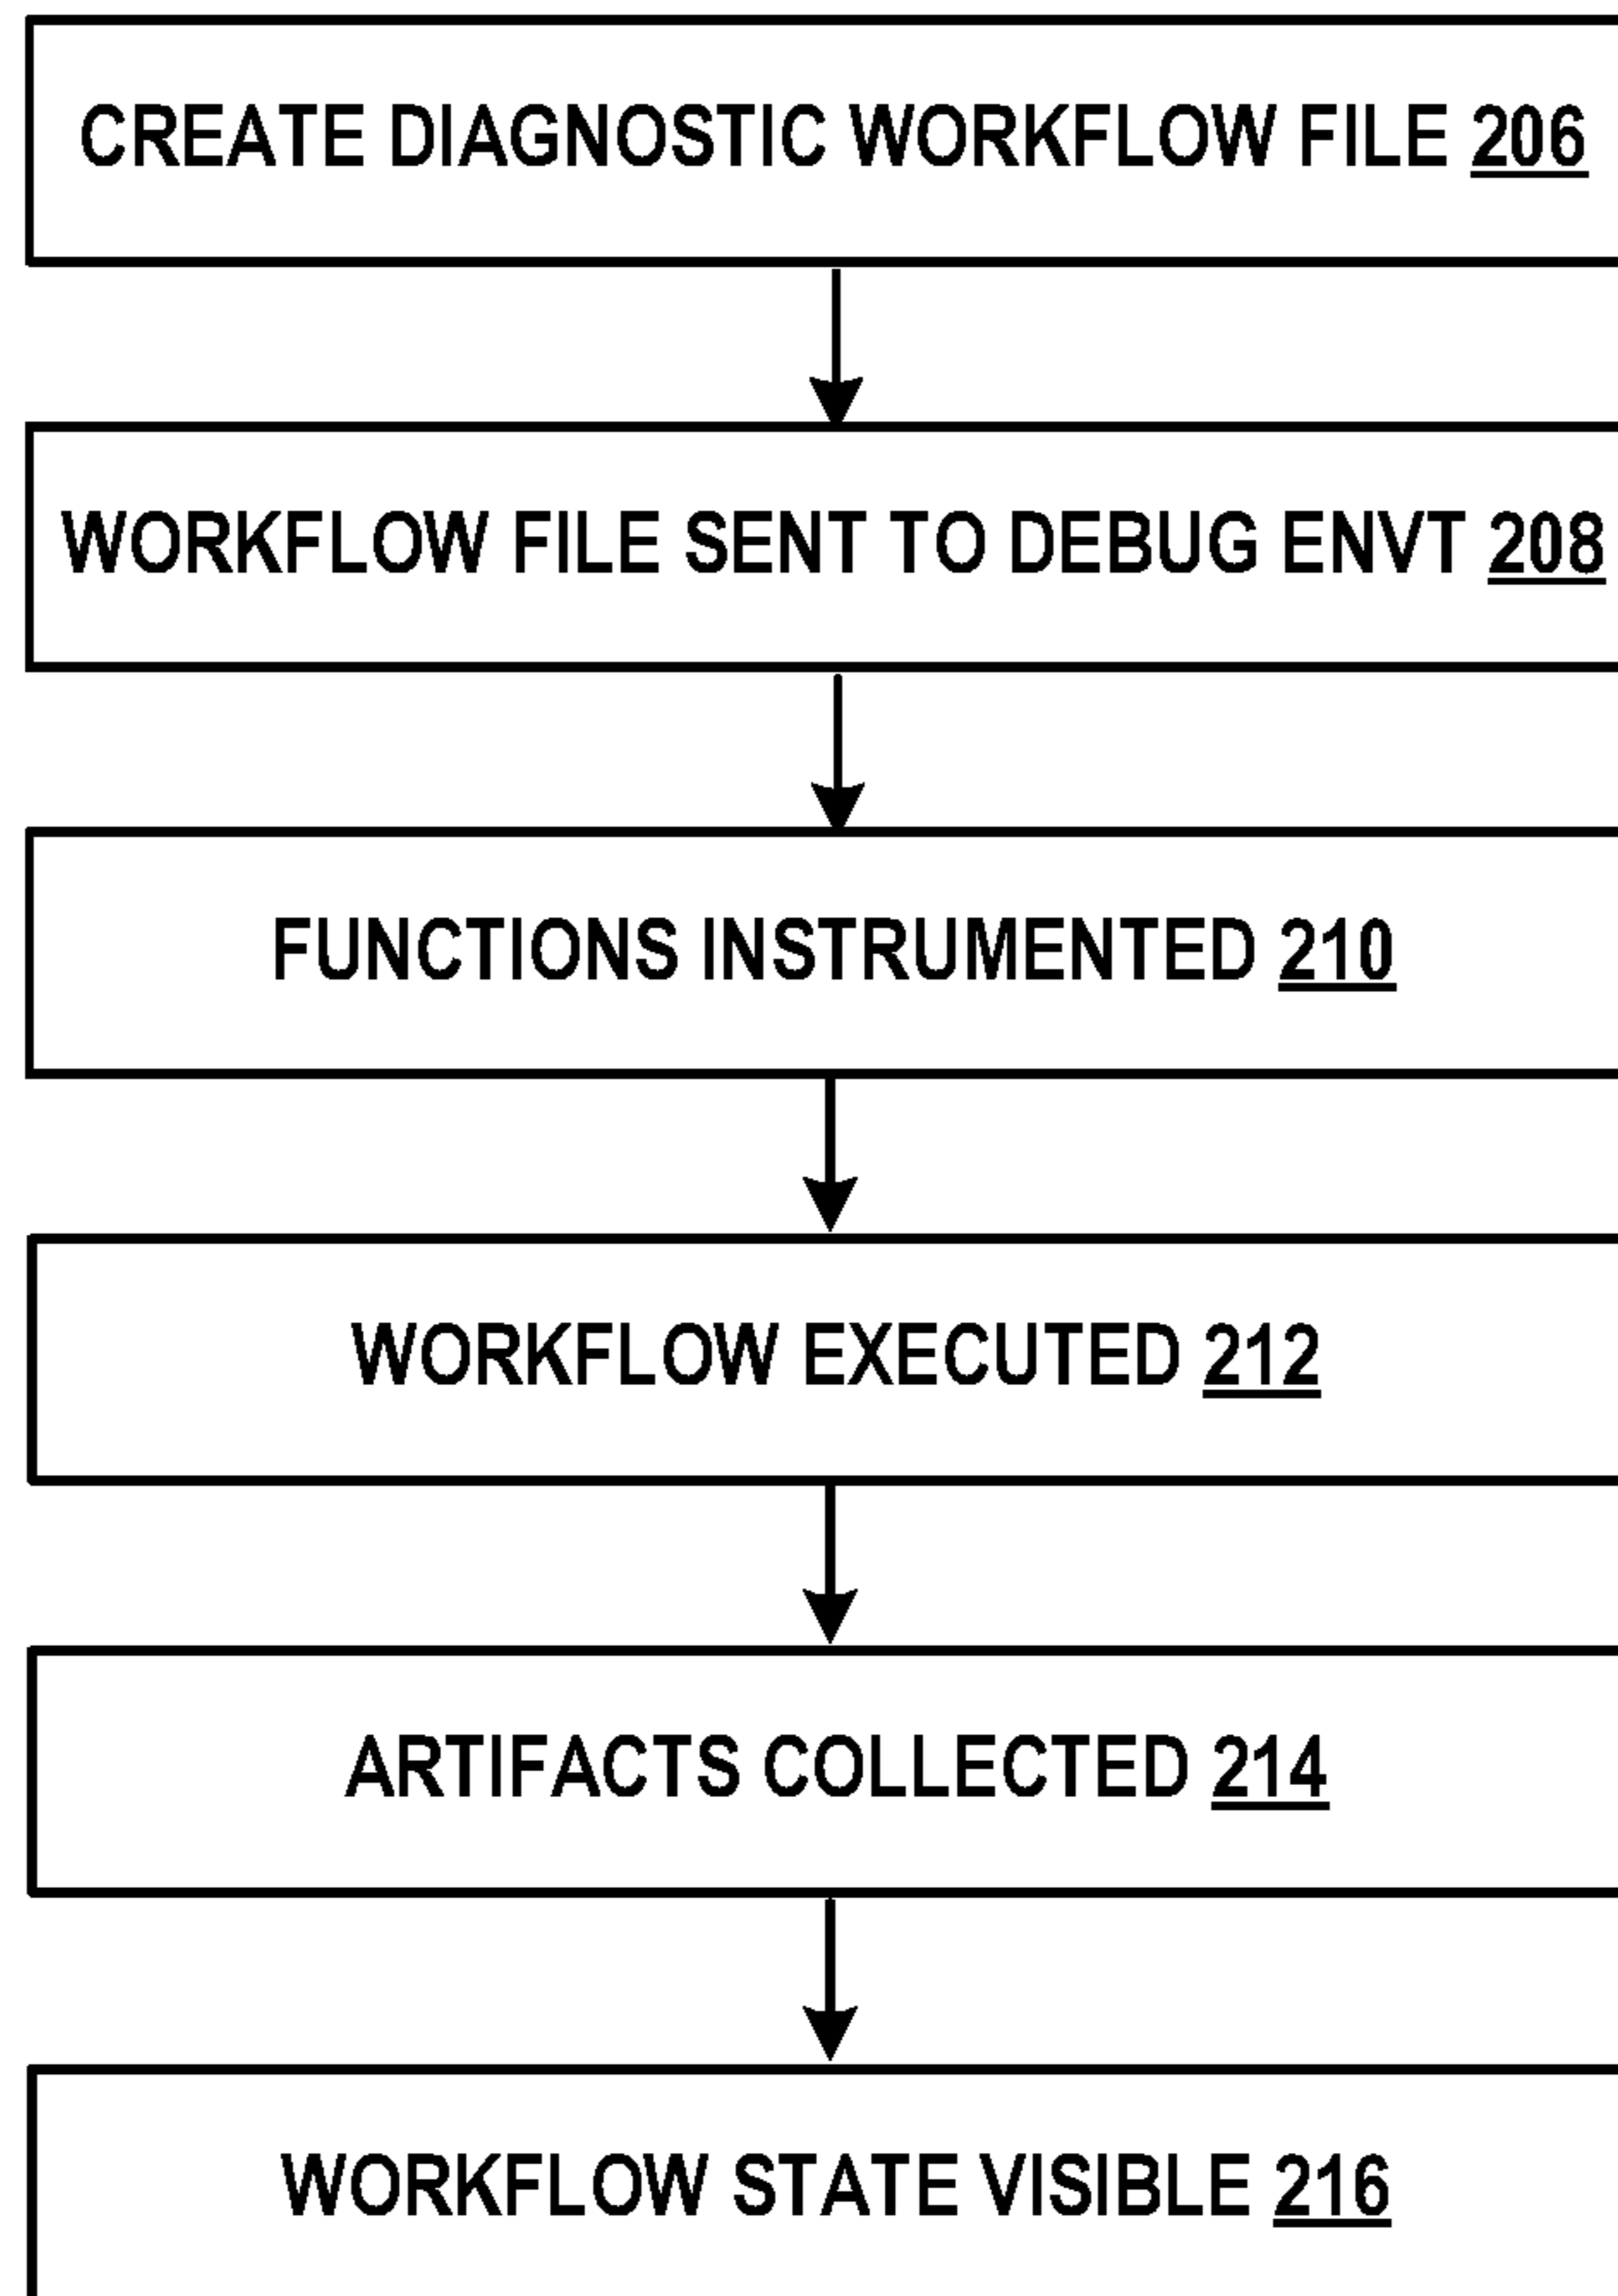 CREATE DIAGNOSTIC WORKFLOW FILE 206
WORKFLOW FILE SENT TO DEBUG ENVT 208
FUNCTIONS INSTRUMENTED 210
WORKFLOW EXECUTED 212
ARTIFACTS COLLECTED 214
WORKFLOW STATE VISIBLE 216